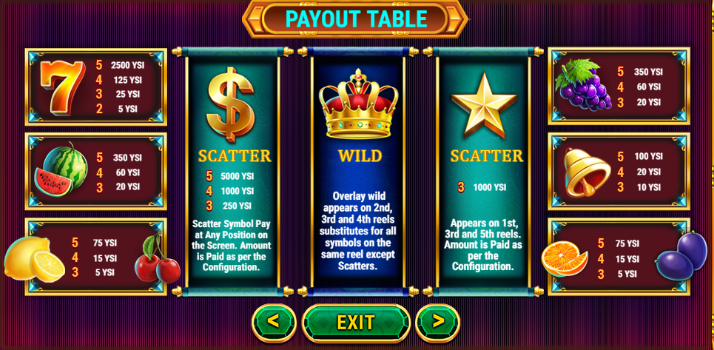 PAYOUT TABLE
5 2500 YSI
4 125 YSI
3 25 YSI
2 5 YSI
5 350 YSI
4 60 YSI
3 20 YSI
5 75 YSI
4 15 YSI
3 5 YSI
SCATTER
5 5000 YSI
4 1000 YSI
3 250 YSI
Scatter Symbol Pay
at Any Position on
the Screen. Amount
is Paid as per the
Configuration.
WILD
Overlay wild
appears on 2nd,
3rd and 4th reels
substitutes for all
symbols on the
same reel except
Scatters.
SCATTER
3 1000 YSI
Appears on 1st,
3rd and 5th reels.
Amount is Paid as
per the
Configuration.
5 350 YSI
4 60 YSI
3 20 YSI
5 100 YSI
4 20 YSI
3 10 YSI
5 75 YSI
4 15 YSI
3 5 YSI
< EXIT >